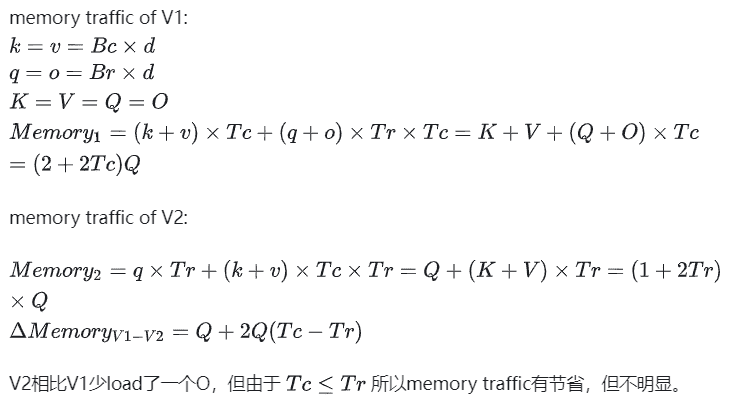 memory traffic of V1:
k = v = Bc × d
q = o = Br × d
K = V = Q = O
Memory₁ = (k + v) × Tc + (q + o) × Tr × Tc = K + V + (Q + O) × Tc
= (2 + 2Tc)Q
memory traffic of V2:
Memory₂ = q × Tr + (k + v) × Tc × Tr = Q + (K + V) × Tr = (1 + 2Tr)
× Q
ΔMemory_{V1−V2} = Q + 2Q(Tc − Tr)
V2相比V1少load了一个O，但由于 Tc ≤ Tr 所以memory traffic有节省，但不明显。